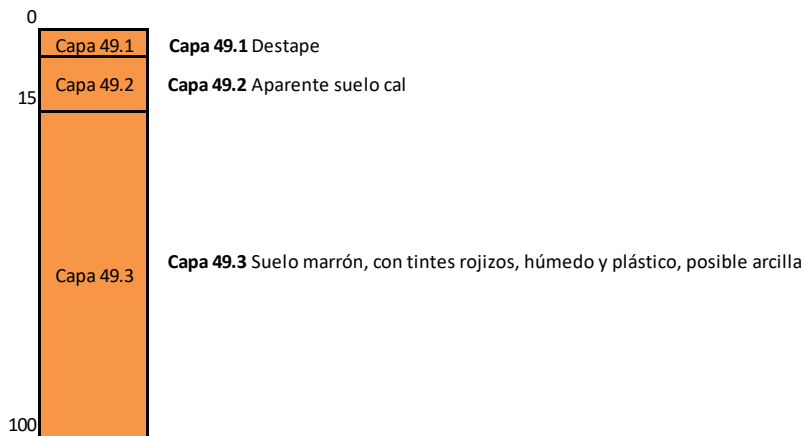 0
Capa 49.1 Capa 49.1 Destape
Capa 49.2 Capa 49.2 Aparente suelo cal
15
Capa 49.3 Capa 49.3 Suelo marrón, con tintes rojizos, húmedo y plástico, posible arcilla
100